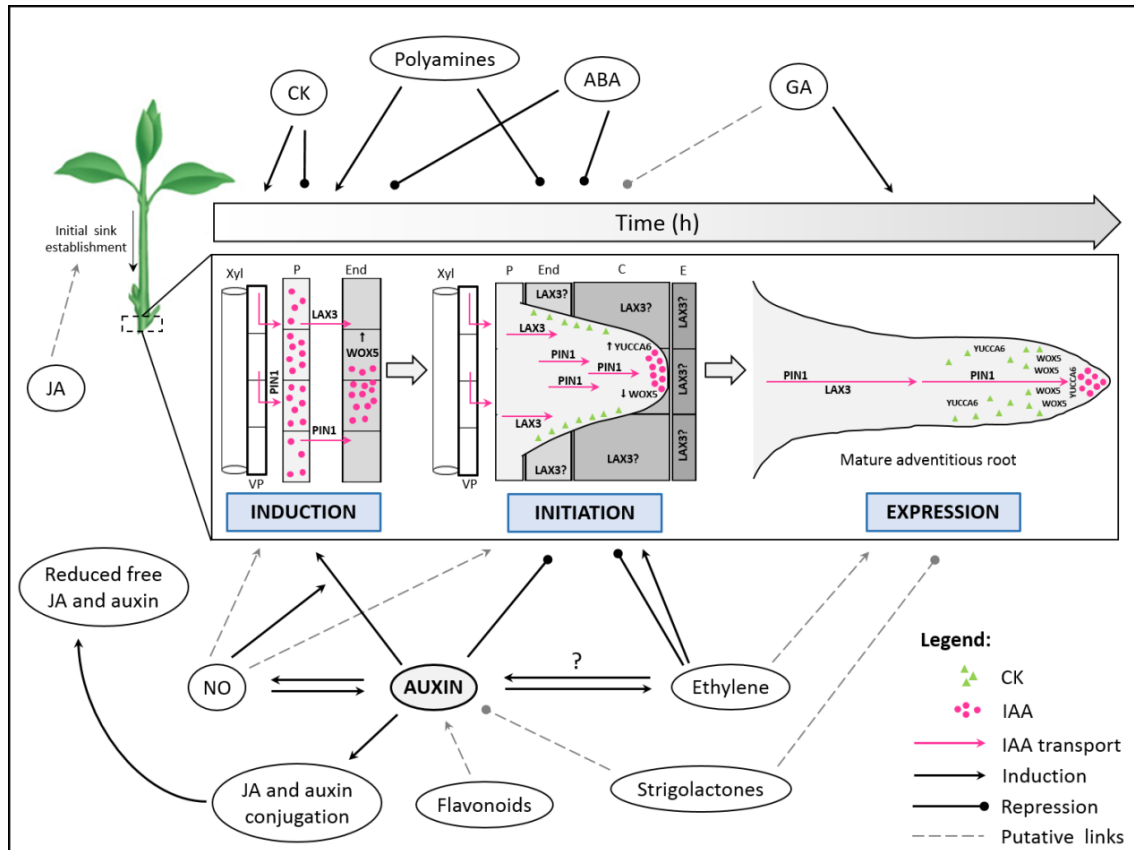 Polyamines
CK
ABA
GA
Time (h)
Initial sink
establishment
JA
Xyl
P
End
LAX3
↑
WOX5
PIN1
PIN1
VP
INDUCTION
Xyl
P
End
C
E
LAX3?
LAX3?
LAX3?
LAX3
↑ YUCCA6
PIN1
PIN1
PIN1
LAX3?
↓ WOX5
LAX3
LAX3?
LAX3?
LAX3?
VP
INITIATION
YUCCA6
WOX5
WOX5
PIN1
PIN1
LAX3
YUCCA6
WOX5
YUCCA6
WOX5
Mature adventitious root
EXPRESSION
Reduced free
JA and auxin
NO
AUXIN
?
Ethylene
JA and auxin
conjugation
Flavonoids
Strigolactones
Legend:
CK
IAA
IAA transport
Induction
Repression
Putative links